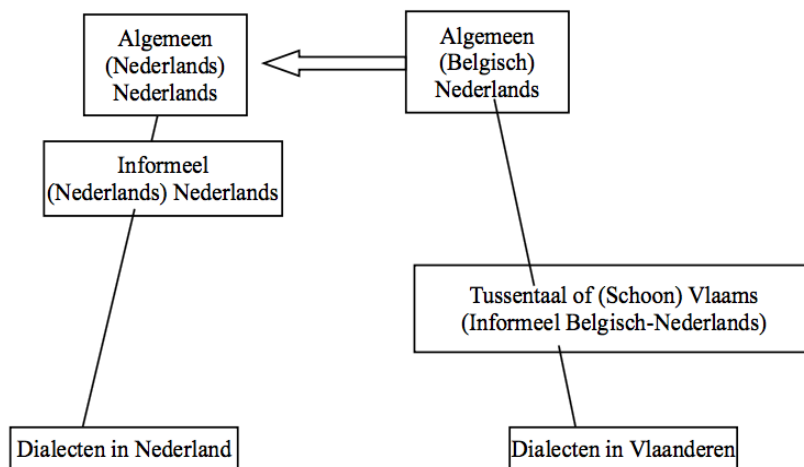 Algemeen
(Nederlands)
Nederlands
Algemeen
(Belgisch)
Nederlands
Informeel
(Nederlands) Nederlands
Tussentaal of (Schoon) Vlaams
(Informeel Belgisch-Nederlands)
Dialecten in Nederland
Dialecten in Vlaanderen